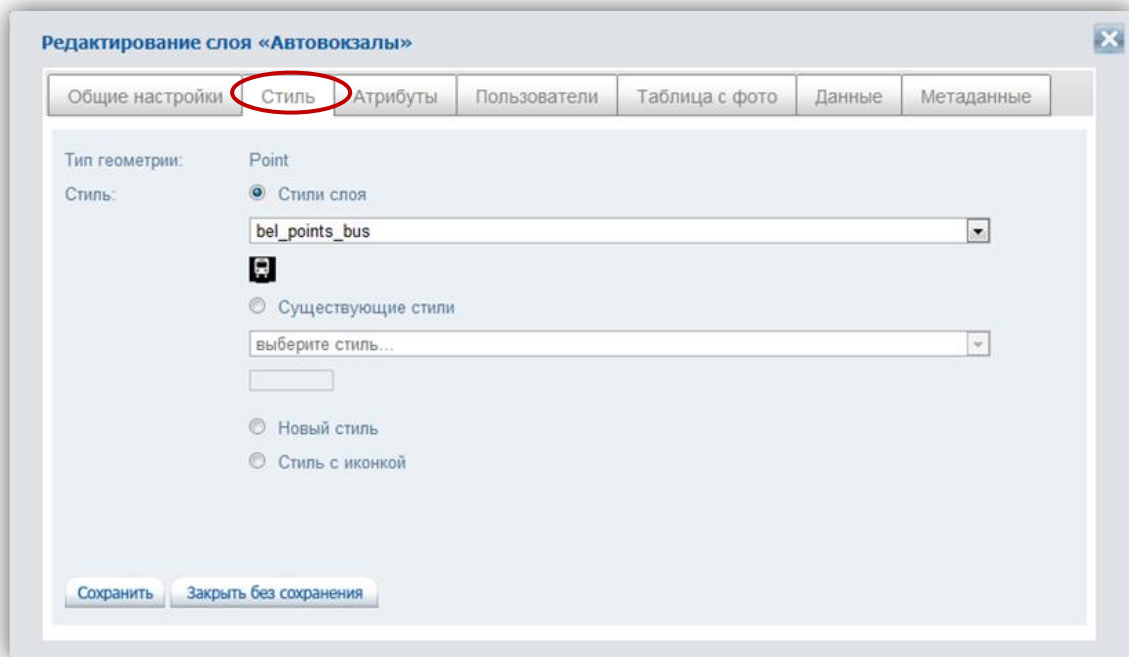 Редактирование слоя «Автовокзалы»
Общие настройки Стиль Атрибуты Пользователи Таблица с фото Данные Метаданные
Тип геометрии: Point
Стиль: Стили слоя
bel_points_bus
Существующие стили
выберите стиль...
Новый стиль
Стиль с иконкой
Сохранить Закрыть без сохранения